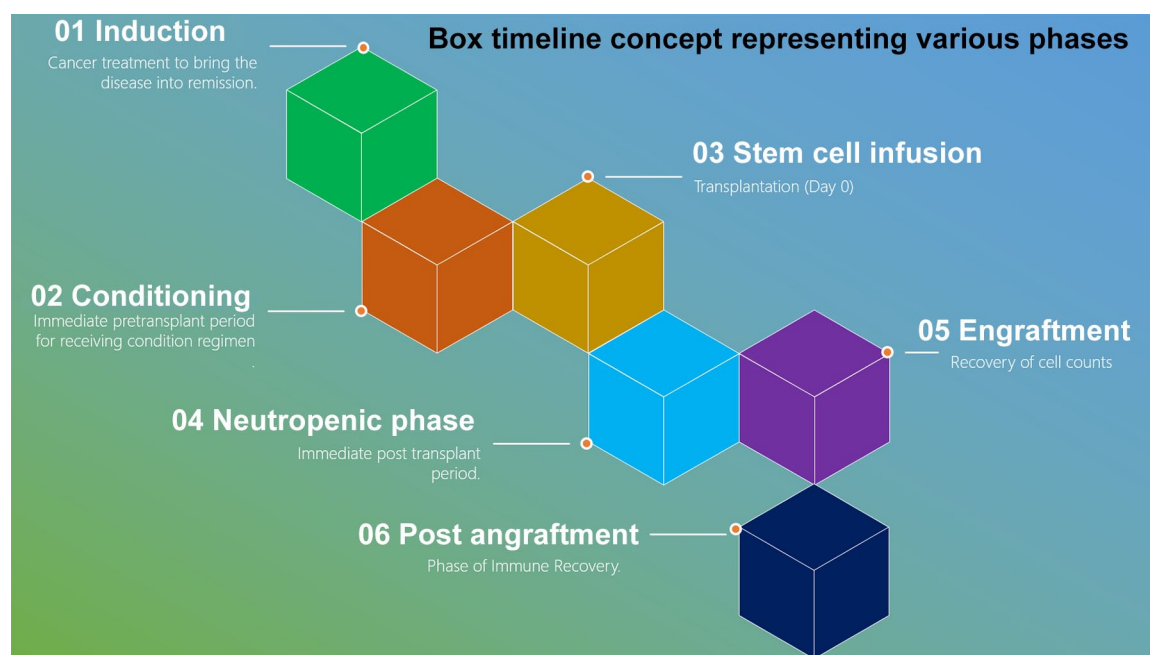 Box timeline concept representing various phases
01 Induction
Cancer treatment to bring the
disease into remission.
02 Conditioning
Immediate pretransplant period
for receiving condition regimen
.
03 Stem cell infusion
Transplantation (Day 0)
04 Neutropenic phase
Immediate post transplant
period.
05 Engraftment
Recovery of cell counts
06 Post angraftment
Phase of Immune Recovery.